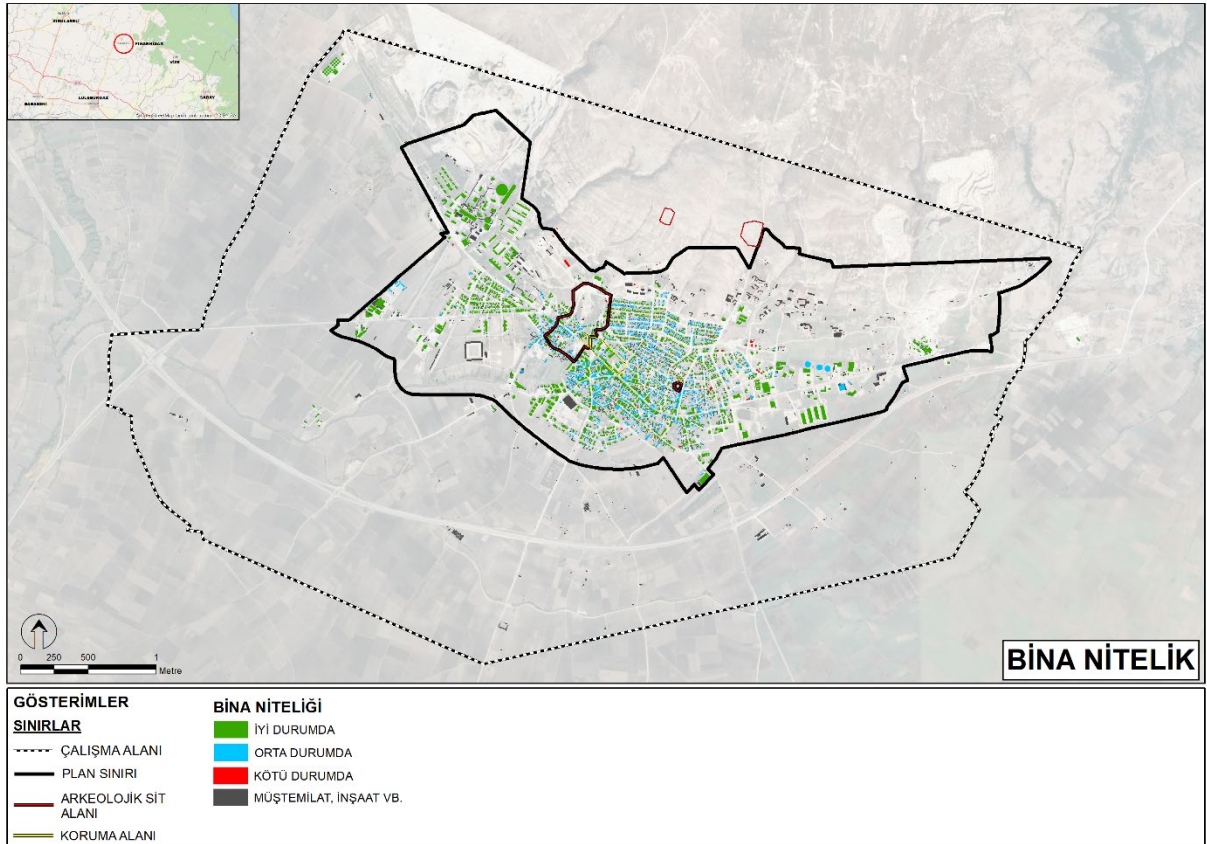 KIRKLARELİ
PINARHİSAR
VİZE
BABAESKİ
LÜLEBURGAZ
SARAY
BİNA NİTELİK
0 250 500 1
Metre
GÖSTERİMLER
SINIRLAR
ÇALIŞMA ALANI
PLAN SINIRI
ARKEOLOJİK SİT
ALANI
KORUMA ALANI
BİNA NİTELİĞİ
İYİ DURUMDA
ORTA DURUMDA
KÖTÜ DURUMDA
MÜŞTEMİLAT, İNŞAAT VB.